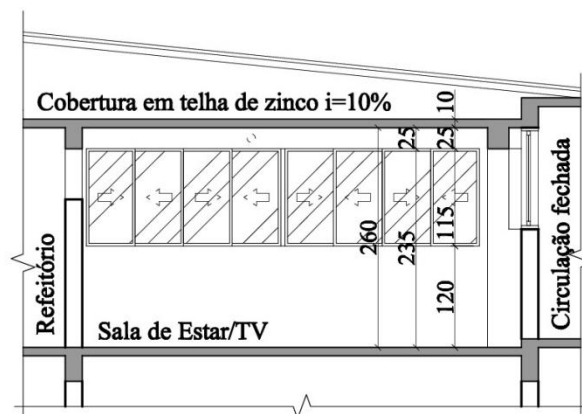 Cobertura em telha de zinco i=10%
10
25
25
115
260
235
120
Refeitório
Sala de Estar/TV
Circulação fechada